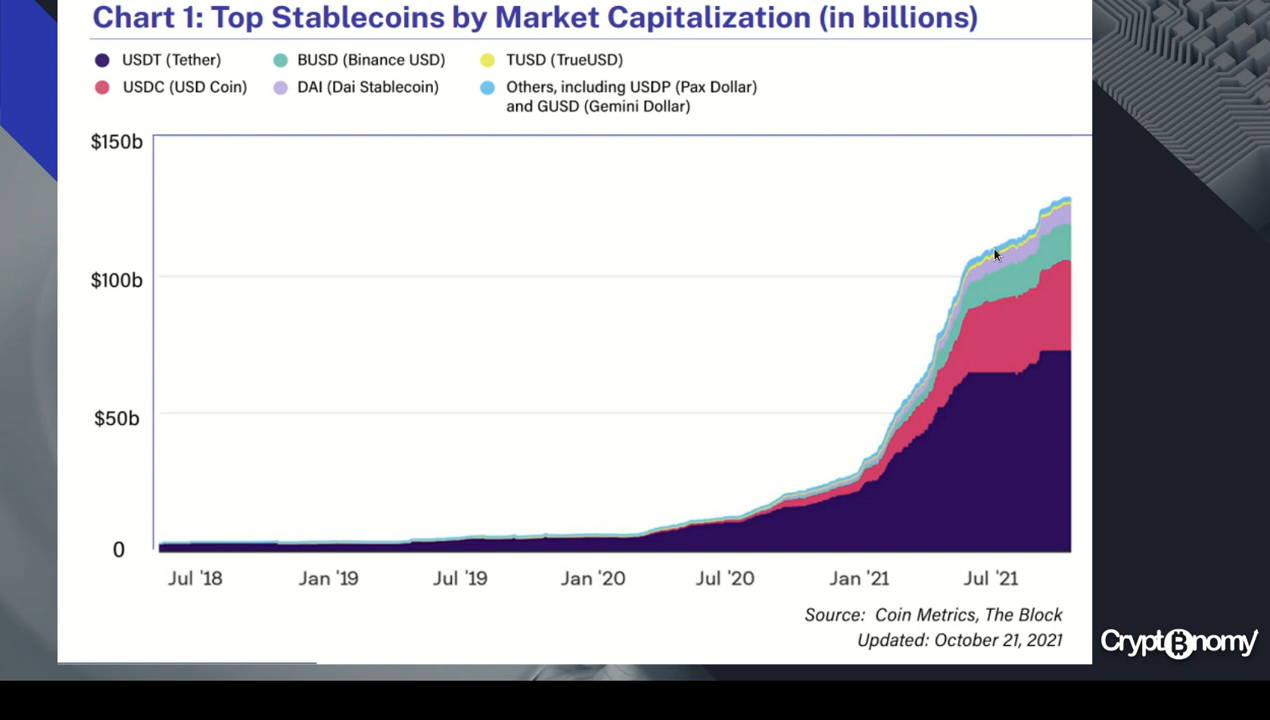 Chart 1: Top Stablecoins by Market Capitalization (in billions)
USDT (Tether)
BUSD (Binance USD)
TUSD (TrueUSD)
USDC (USD Coin)
DAI (Dai Stablecoin)
Others, including USDP (Pax Dollar)
and GUSD (Gemini Dollar)
$150b
$100b
$50b
0
Jul '18
Jan '19
Jul '19
Jan '20
Jul '20
Jan '21
Jul '21
Source: Coin Metrics, The Block
Updated: October 21, 2021
Crypt₿nomy